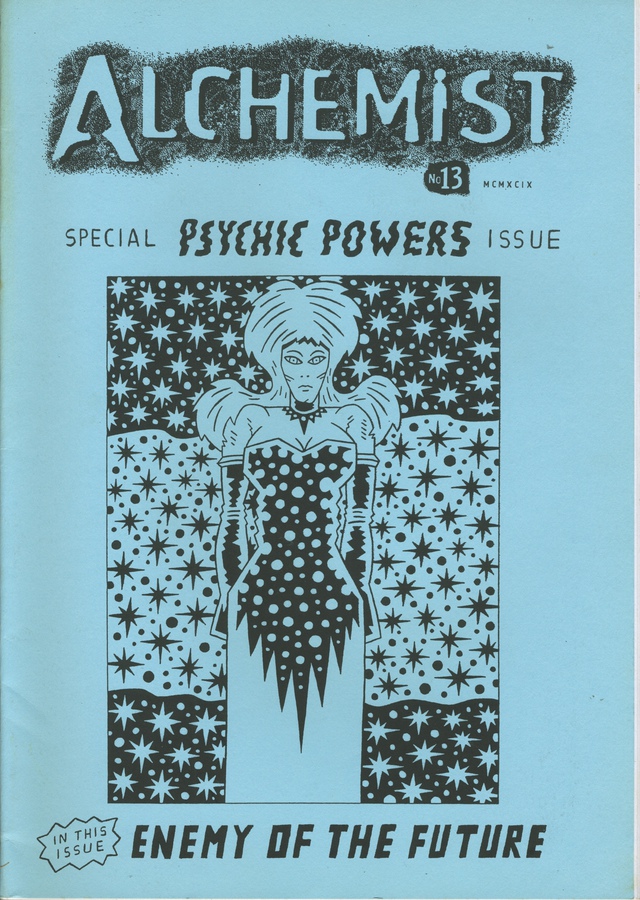 ALCHEMIST
No 13 MCMXCIX
SPECIAL PSYCHIC POWERS ISSUE
IN THIS
ISSUE
ENEMY OF THE FUTURE